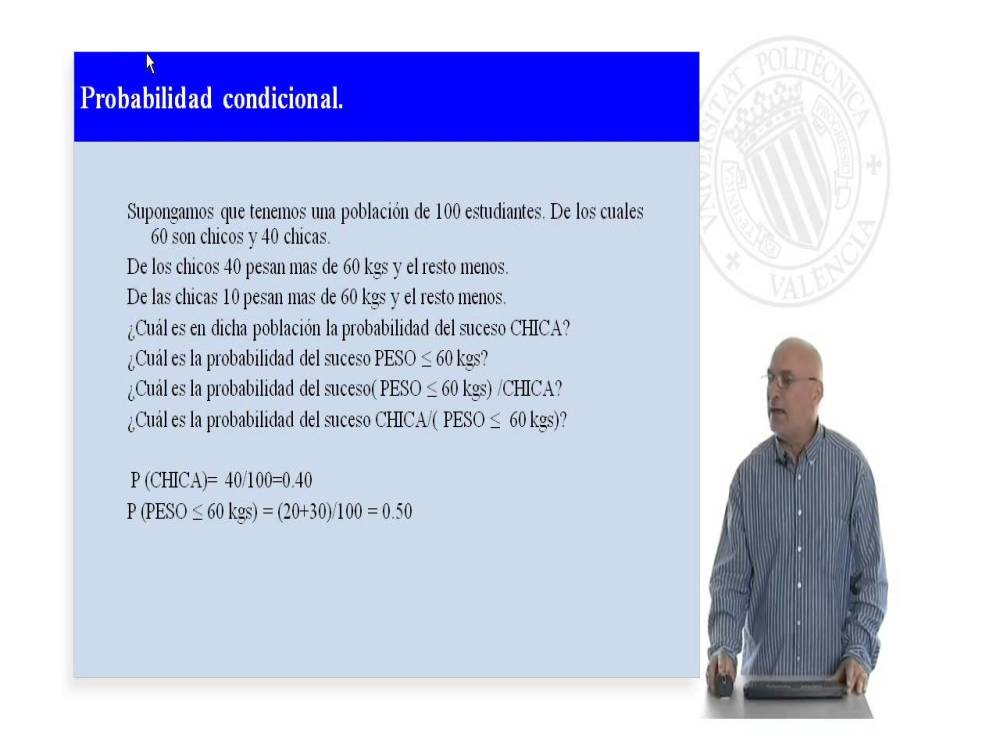 Probabilidad condicional.
Supongamos que tenemos una población de 100 estudiantes. De los cuales
60 son chicos y 40 chicas.
De los chicos 40 pesan mas de 60 kgs y el resto menos.
De las chicas 10 pesan mas de 60 kgs y el resto menos.
¿Cuál es en dicha población la probabilidad del suceso CHICA?
¿Cuál es la probabilidad del suceso PESO ≤ 60 kgs?
¿Cuál es la probabilidad del suceso( PESO ≤ 60 kgs) /CHICA?
¿Cuál es la probabilidad del suceso CHICA/( PESO ≤ 60 kgs)?
P (CHICA)= 40/100=0.40
P (PESO ≤ 60 kgs) = (20+30)/100 = 0.50
UNIVERSITAT POLITÈCNICA
VALÈNCIA